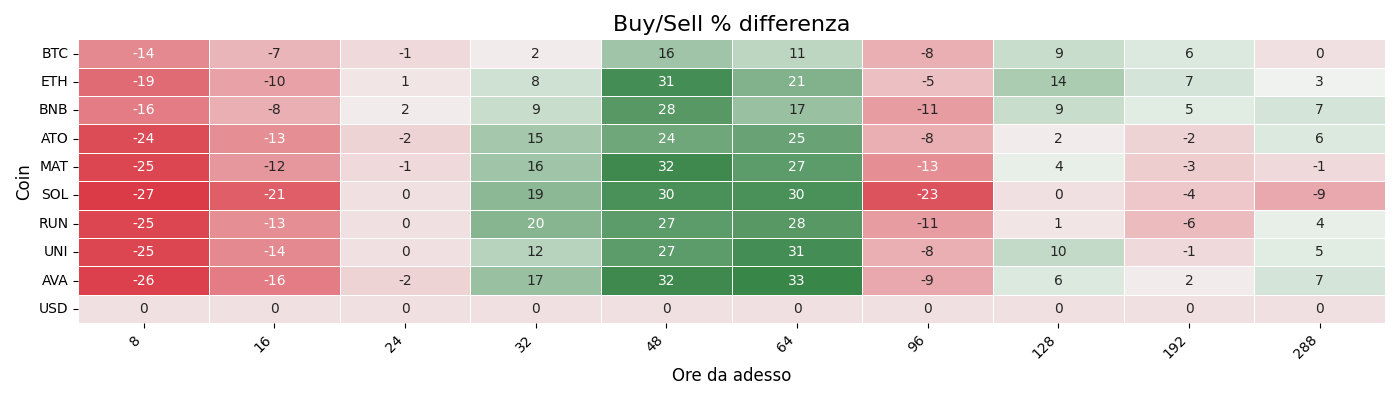 Buy/Sell % differenza
Coin
BTC -14 -7 -1 2 16 11 -8 9 6 0
ETH -19 -10 1 8 31 21 -5 14 7 3
BNB -16 -8 2 9 28 17 -11 9 5 7
ATO -24 -13 -2 15 24 25 -8 2 -2 6
MAT -25 -12 -1 16 32 27 -13 4 -3 -1
SOL -27 -21 0 19 30 30 -23 0 -4 -9
RUN -25 -13 0 20 27 28 -11 1 -6 4
UNI -25 -14 0 12 27 31 -8 10 -1 5
AVA -26 -16 -2 17 32 33 -9 6 2 7
USD 0 0 0 0 0 0 0 0 0 0
8 16 24 32 48 64 96 128 192 288
Ore da adesso